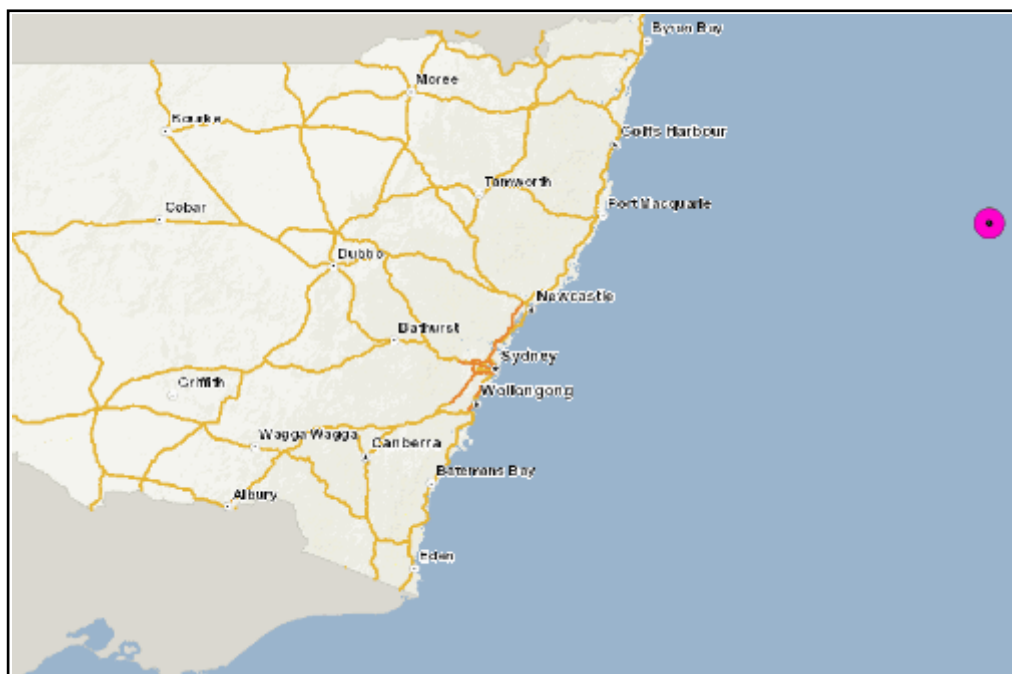 Byron Bay
Moree
Bourke
Coffs Harbour
Tamworth
Cobar
Port Macquarie
Dubbo
Newcastle
Bathurst
Sydney
Griffith
Wollongong
Wagga Wagga
Canberra
Batemans Bay
Albury
Eden